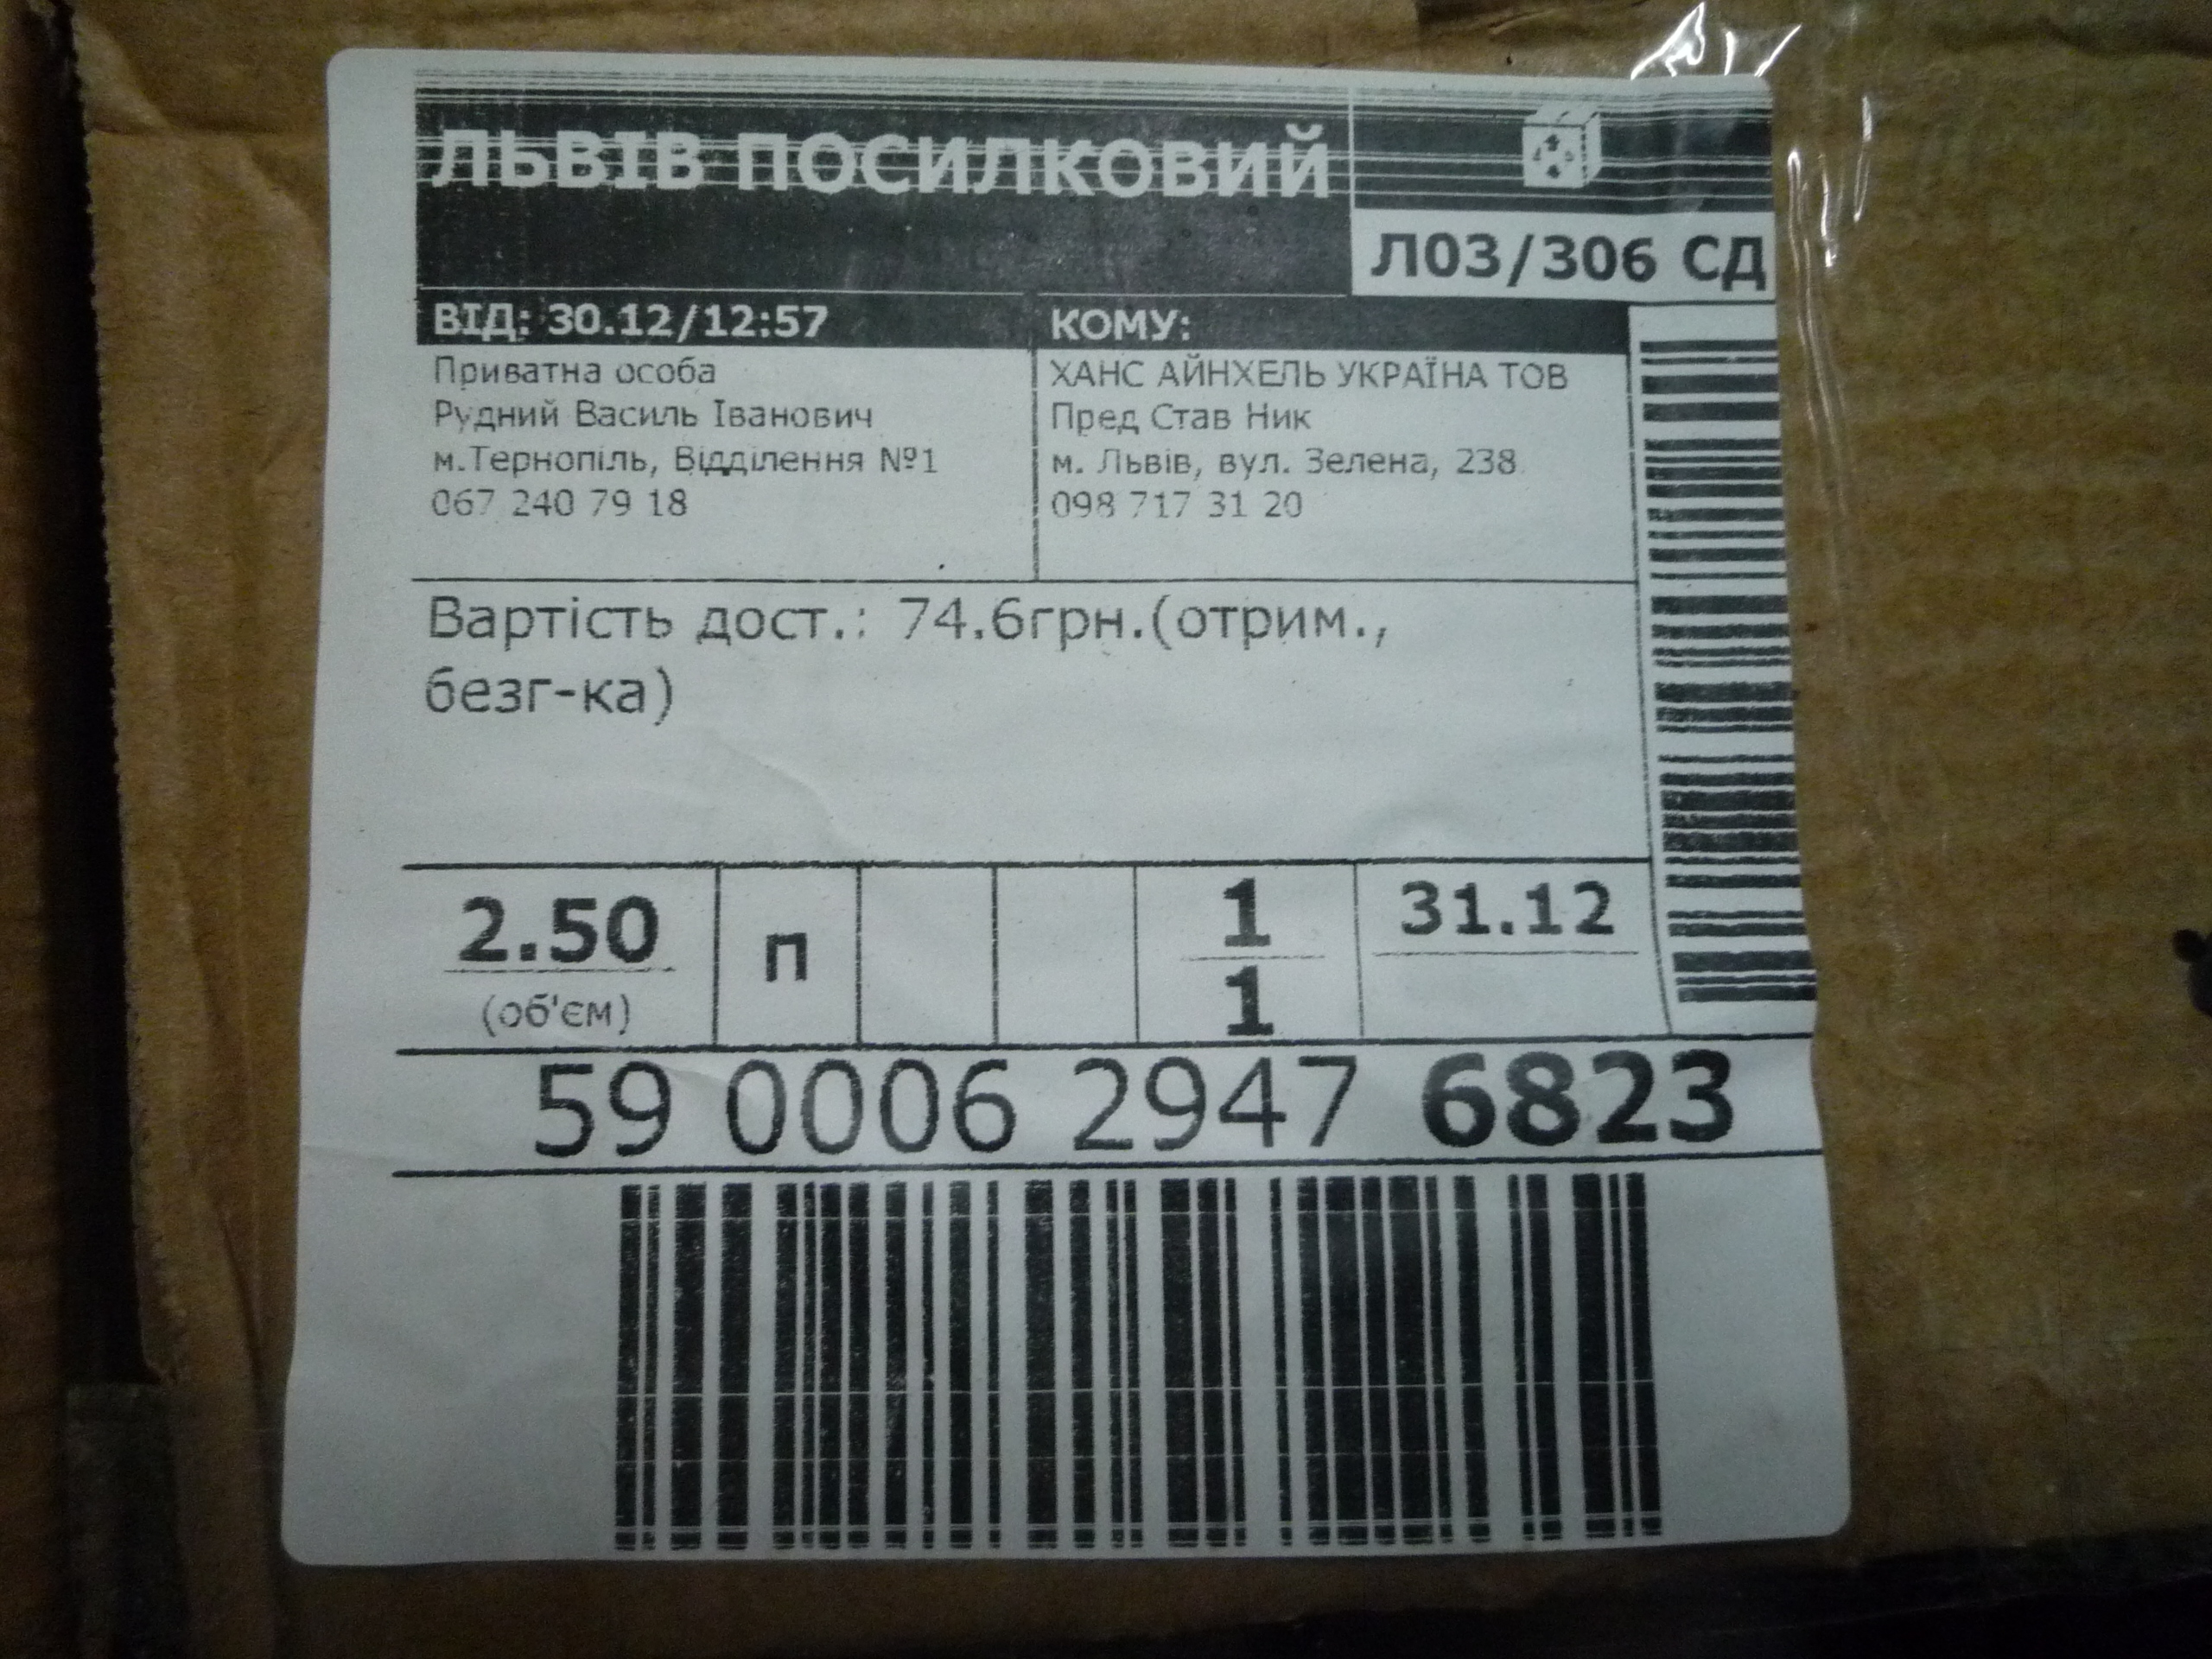 ЛЬВІВ ПОСИЛКОВИЙ
Л03/306 СД
ВІД: 30.12/12:57
Приватна особа
Рудний Василь Іванович
м.Тернопіль, Відділення №1
067 240 79 18
КОМУ:
ХАНС АЙНХЕЛЬ УКРАЇНА ТОВ
Пред Став Ник
м. Львів, вул. Зелена, 238
098 717 31 20
Вартість дост.: 74.6грн.(отрим.,
безг-ка)
2.50
(об'єм)
п
1
1
31.12
59 0006 2947 6823